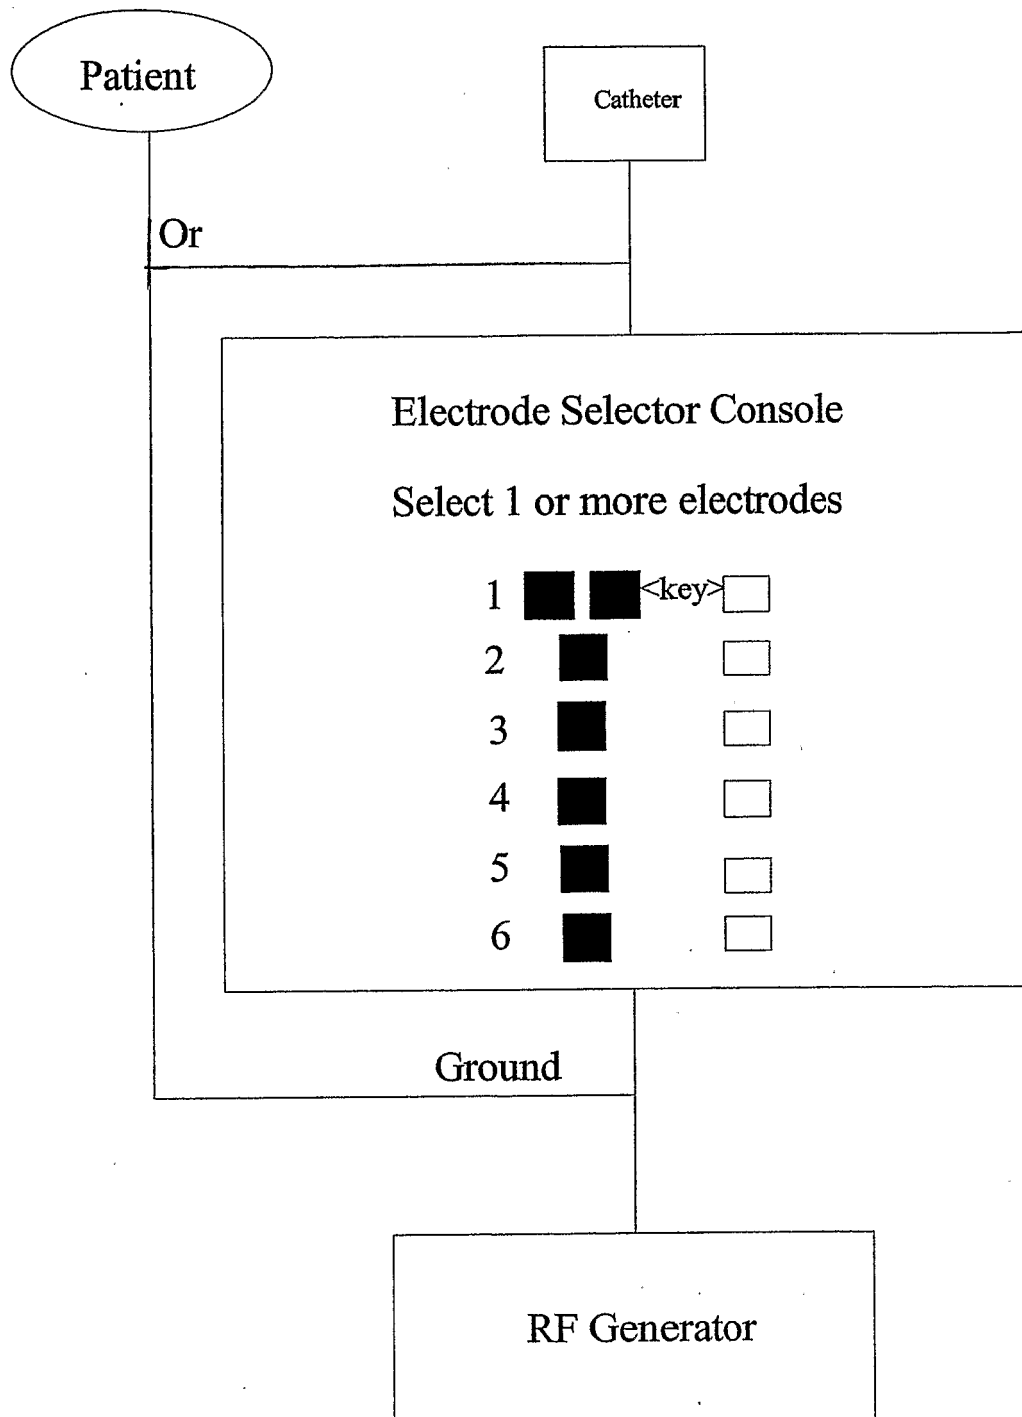 Patient
Catheter
Or
Electrode Selector Console
Select 1 or more electrodes
1 <key>
2
3
4
5
6
Ground
RF Generator